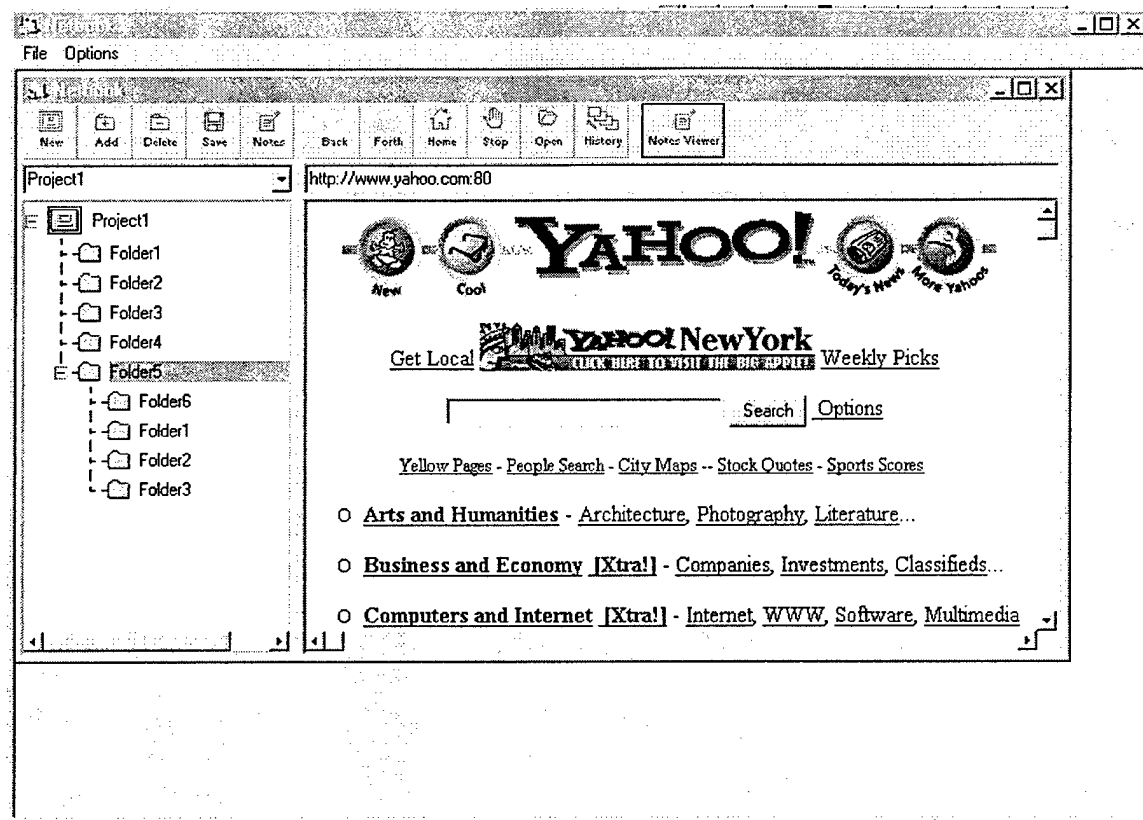 File Options
Netbook
New Add Delete Save Notes Back Forth Home Stop Open History Notes Viewer
Project1
http://www.yahoo.com:80
Project1
Folder1
Folder2
Folder3
Folder4
Folder5
Folder6
Folder1
Folder2
Folder3
New Cool YAHOO! Today's News More Yahoos
Get Local YAHOO! NewYork Weekly Picks
CLICK HERE TO VISIT THE BIG APPLE!
Search Options
Yellow Pages - People Search - City Maps -- Stock Quotes - Sports Scores
Arts and Humanities - Architecture, Photography, Literature...
Business and Economy [Xtra!] - Companies, Investments, Classifieds...
Computers and Internet [Xtra!] - Internet, WWW, Software, Multimedia